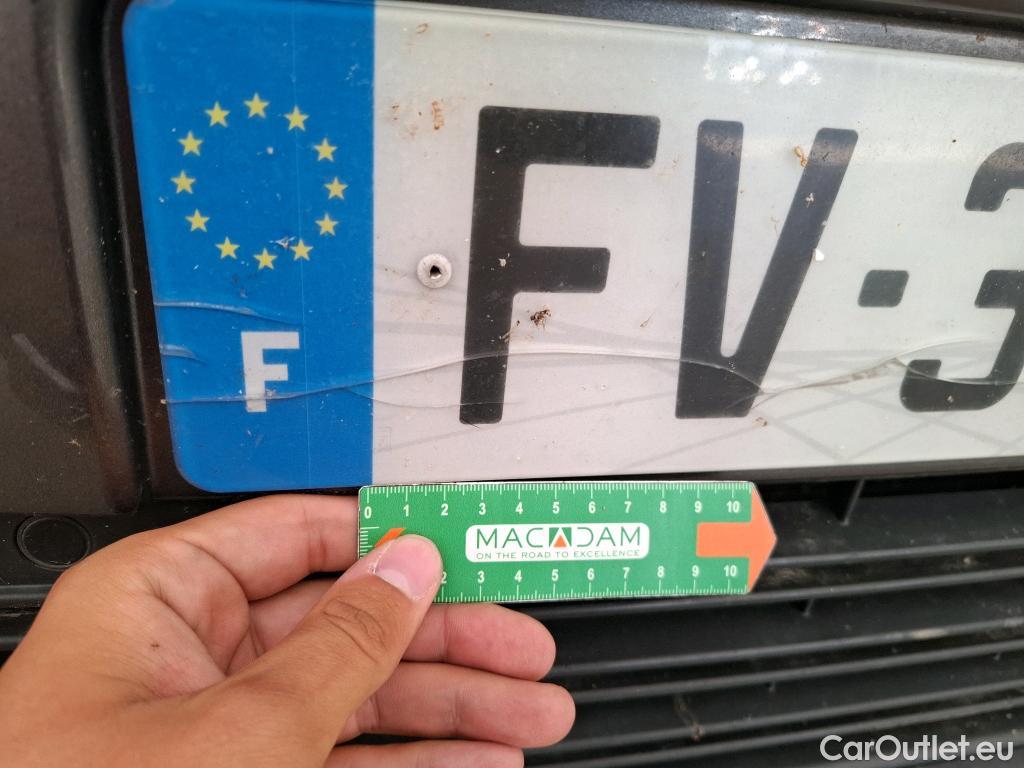 F
FV-3
0 1 2 3 4 5 6 7 8 9 10
MACADAM
ON THE ROAD TO EXCELLENCE
2 3 4 5 6 7 8 9 10
CarOutlet.eu